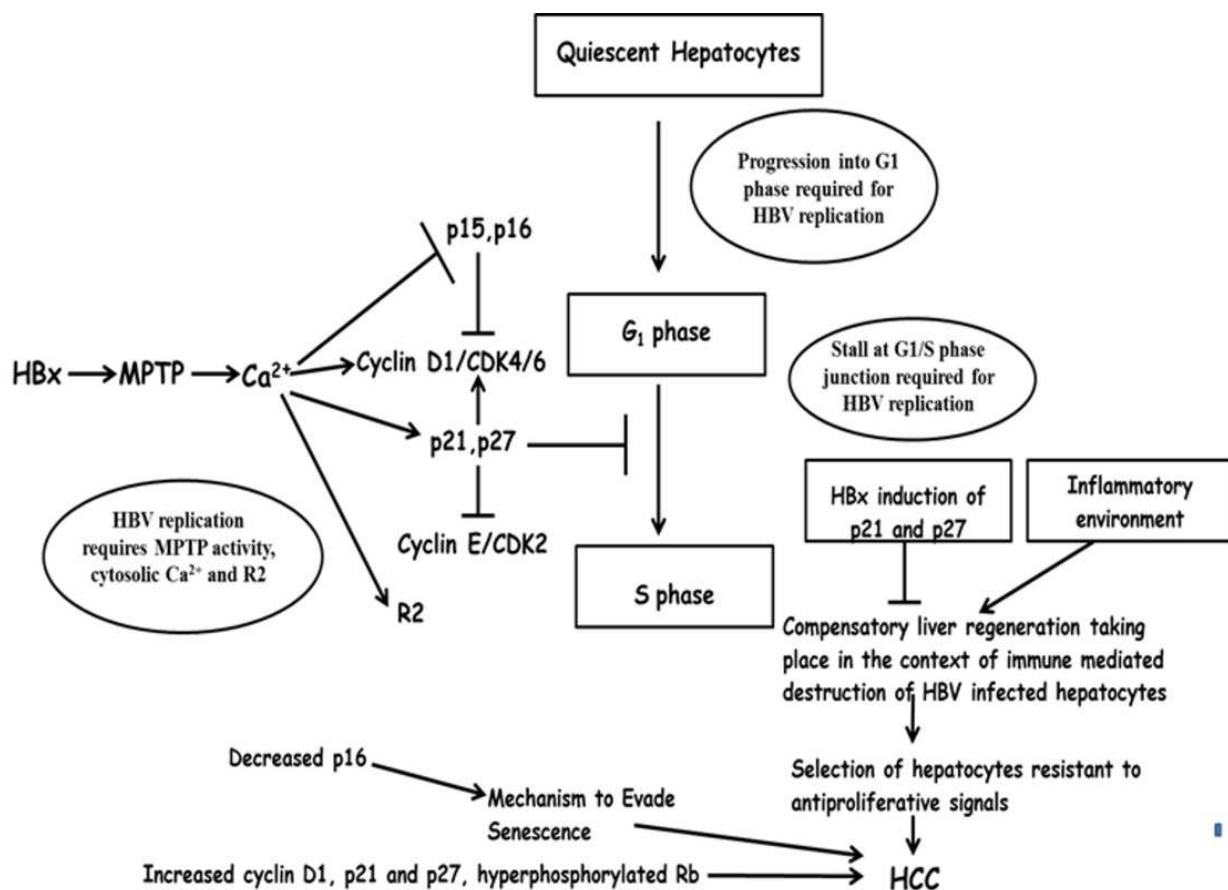 Quiescent Hepatocytes
Progression into G1
phase required for
HBV replication
p15,p16
G₁ phase
Stall at G1/S phase
junction required for
HBV replication
HBx
MPTP
Ca²⁺
Cyclin D1/CDK4/6
p21,p27
HBV replication
requires MPTP activity,
cytosolic Ca²⁺ and R2
Cyclin E/CDK2
R2
S phase
HBx induction of
p21 and p27
Inflammatory
environment
Compensatory liver regeneration taking
place in the context of immune mediated
destruction of HBV infected hepatocytes
Decreased p16
Mechanism to Evade
Senescence
Selection of hepatocytes resistant to
antiproliferative signals
Increased cyclin D1, p21 and p27, hyperphosphorylated Rb
HCC